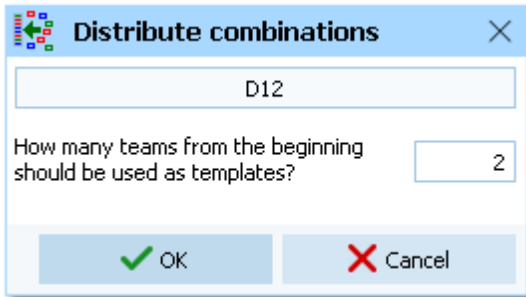 Distribute combinations
D12
How many teams from the beginning
should be used as templates?
2
OK
Cancel